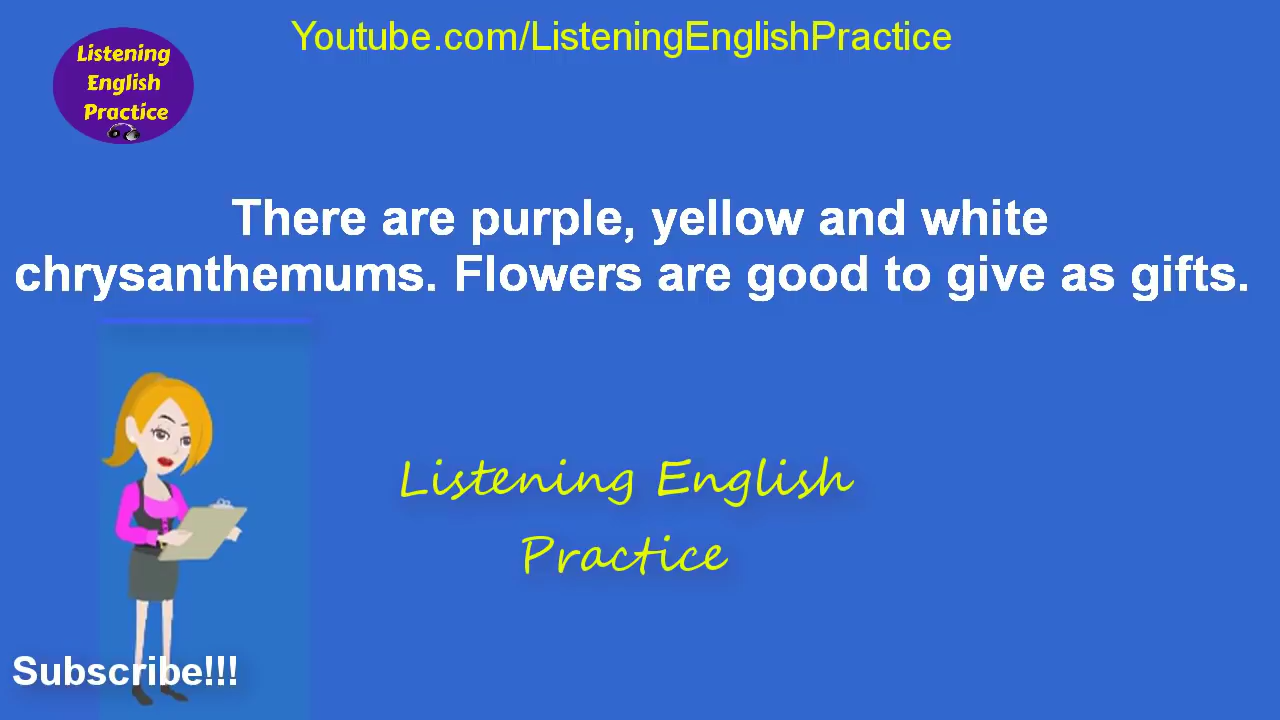 Youtube.com/ListeningEnglishPractice
Listening
English
Practice
There are purple, yellow and white
chrysanthemums. Flowers are good to give as gifts.
Listening English
Practice
Subscribe!!!